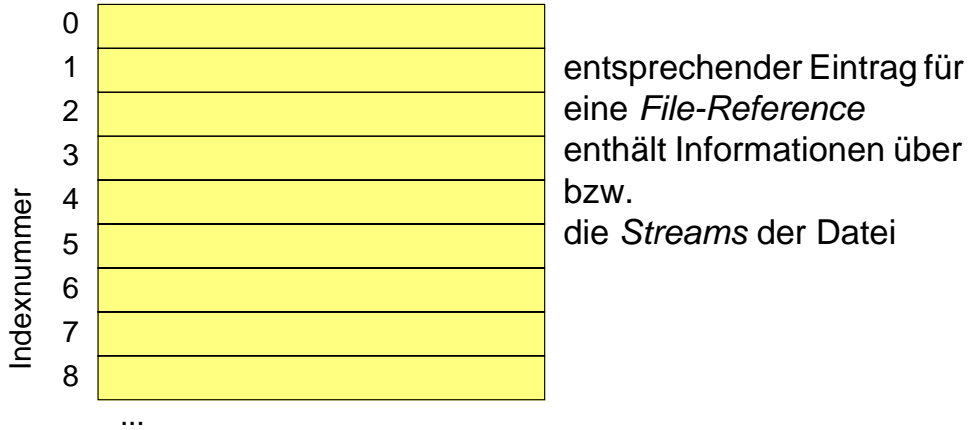 0
1
2
3
4
5
6
7
8
Indexnummer
...
entsprechender Eintrag für
eine File-Reference
enthält Informationen über
bzw.
die Streams der Datei